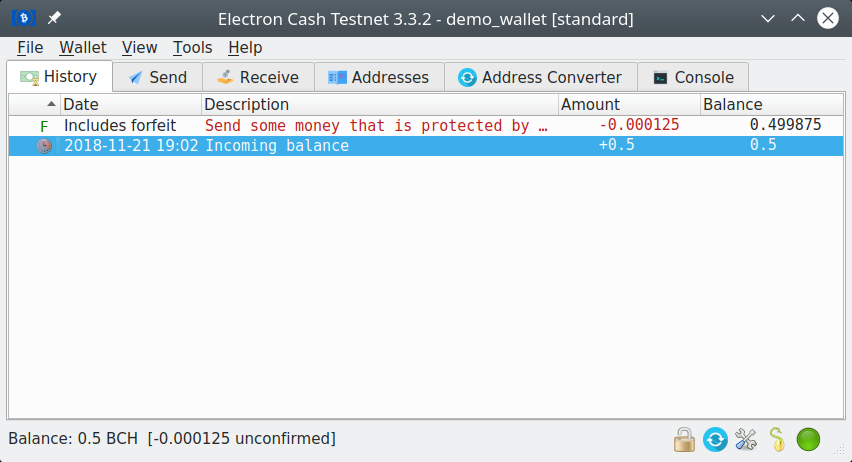 Electron Cash Testnet 3.3.2 - demo_wallet [standard]
File Wallet View Tools Help
History Send Receive Addresses Address Converter Console
Date Description Amount Balance
F Includes forfeit Send some money that is protected by … -0.000125 0.499875
2018-11-21 19:02 Incoming balance +0.5 0.5
Balance: 0.5 BCH [-0.000125 unconfirmed]